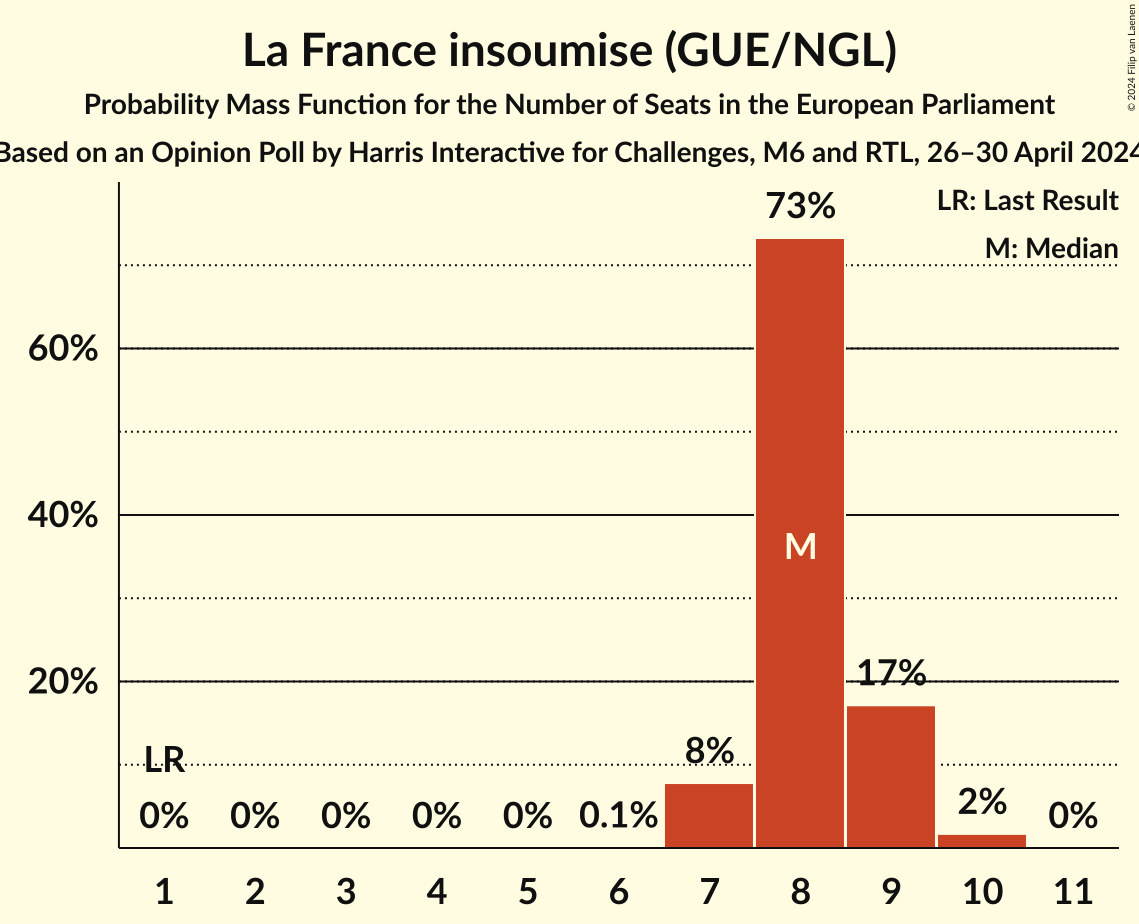 La France insoumise (GUE/NGL)
Probability Mass Function for the Number of Seats in the European Parliament
Based on an Opinion Poll by Harris Interactive for Challenges, M6 and RTL, 26–30 April 2024
© 2024 Filip van Laenen
LR: Last Result
M: Median
73%
60%
40%
M
20%
17%
8%
LR
0% 0% 0% 0% 0% 0.1% 2% 0%
1 2 3 4 5 6 7 8 9 10 11